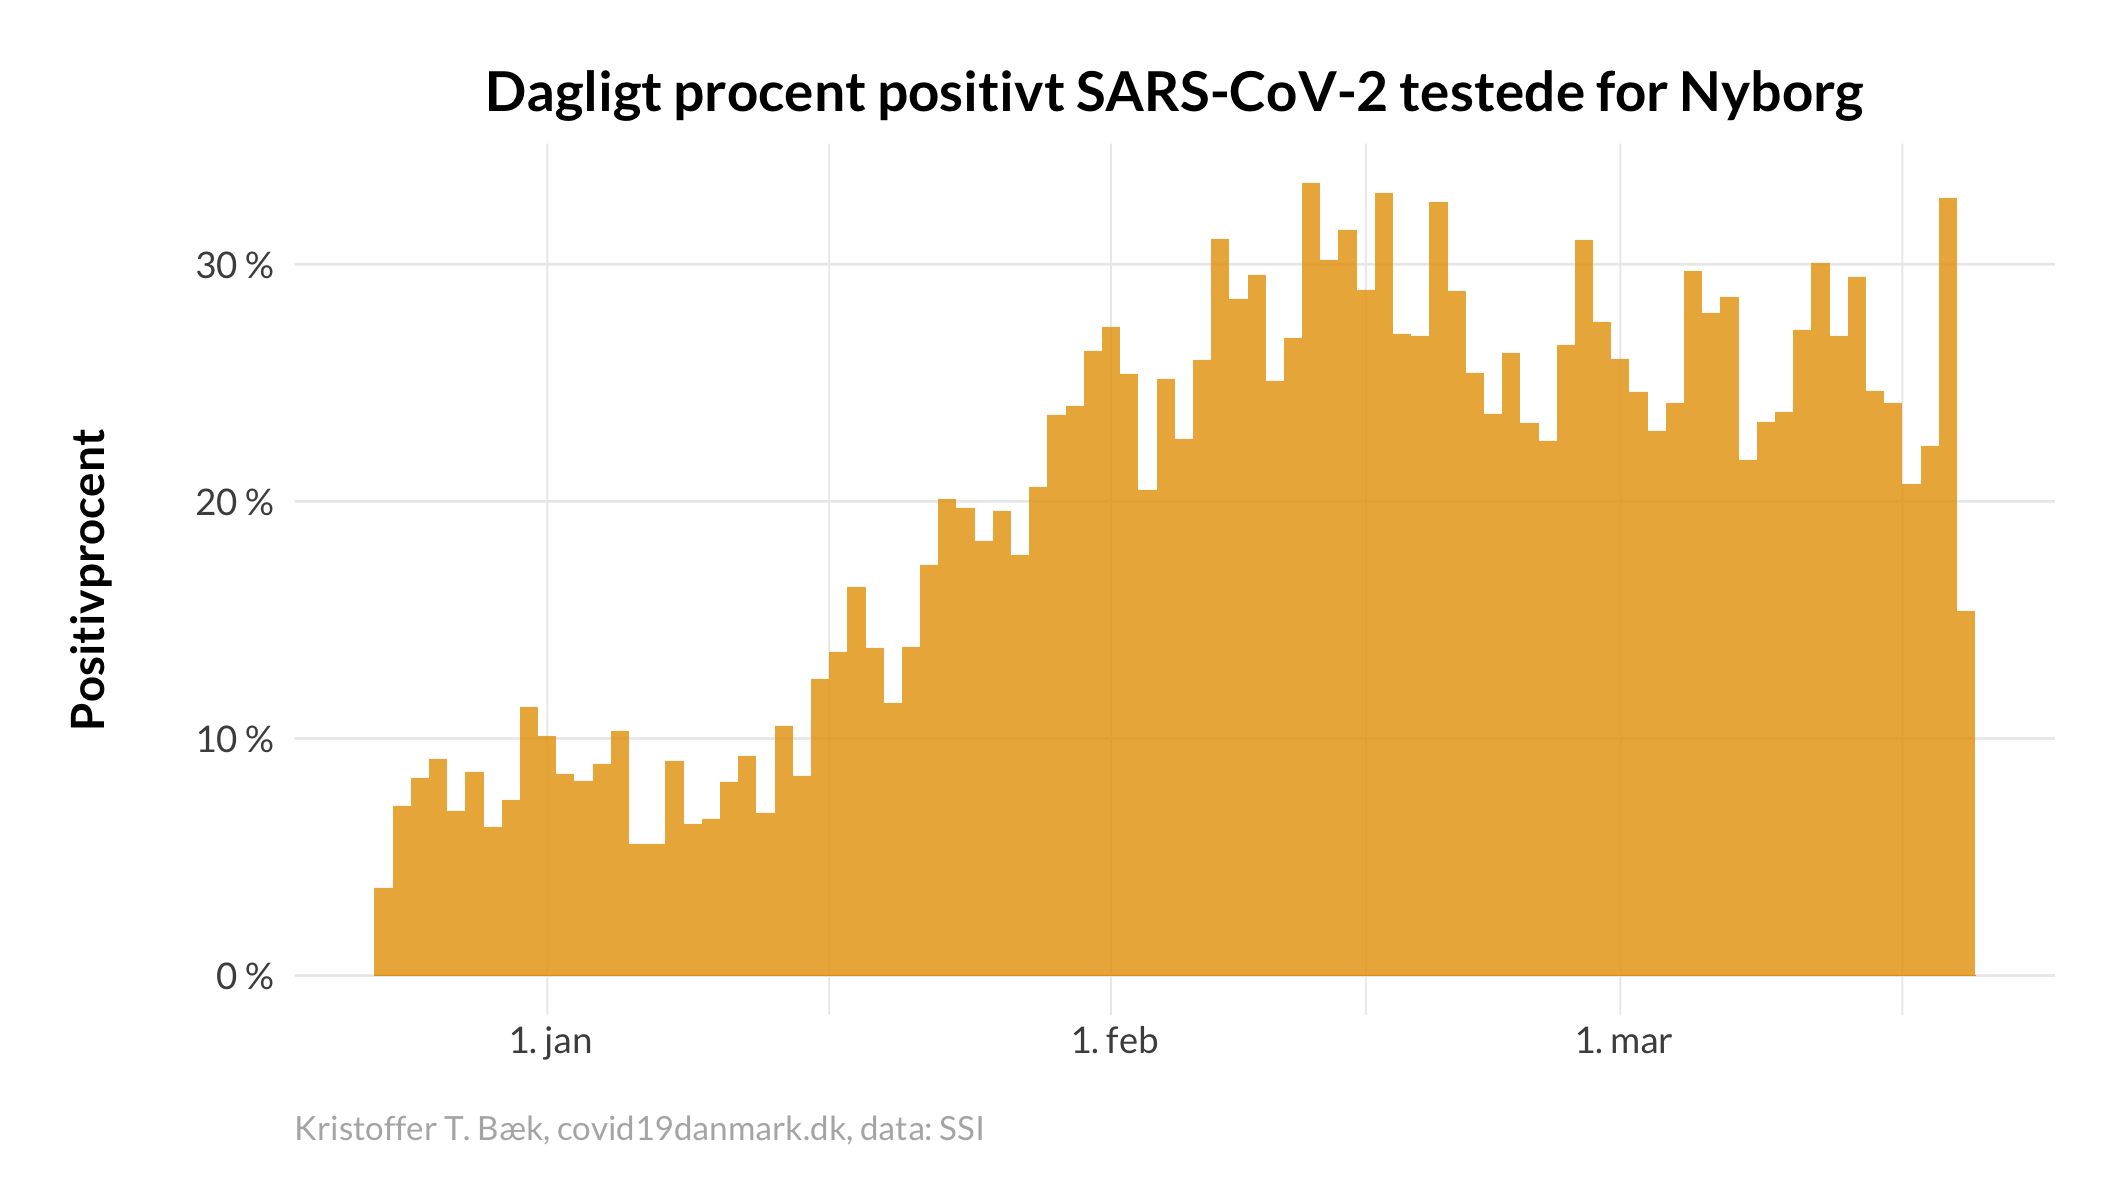 Dagligt procent positivt SARS-CoV-2 testede for Nyborg
Positivprocent
30 %
20 %
10 %
0 %
1. jan
1. feb
1. mar
Kristoffer T. Bæk, covid19danmark.dk, data: SSI